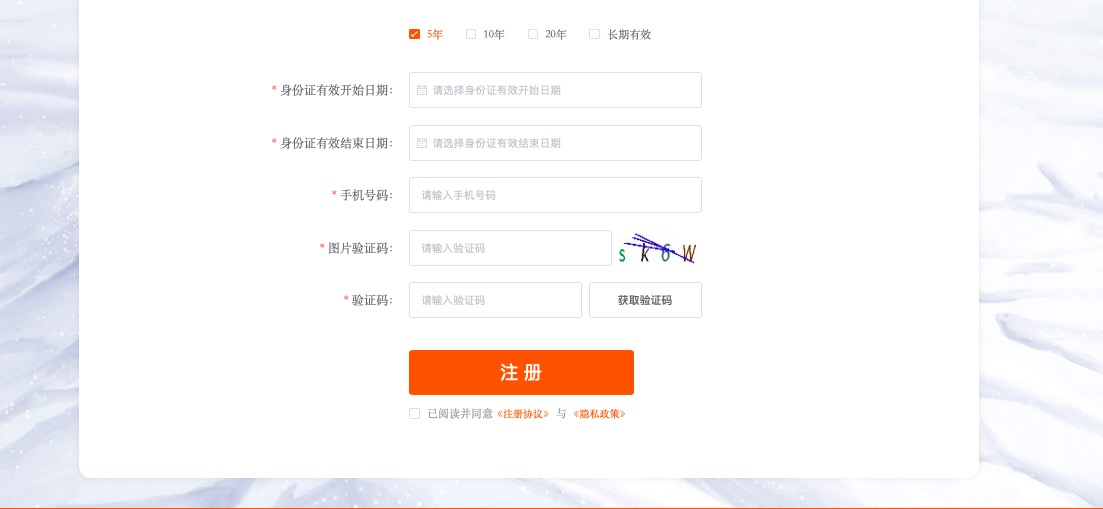 5年 10年 20年 长期有效
* 身份证有效开始日期: 请选择身份证有效开始日期
* 身份证有效结束日期: 请选择身份证有效结束日期
* 手机号码: 请输入手机号码
* 图片验证码: 请输入验证码 s k 6 W
* 验证码: 请输入验证码 获取验证码
注 册
已阅读并同意 《注册协议》 与 《隐私政策》